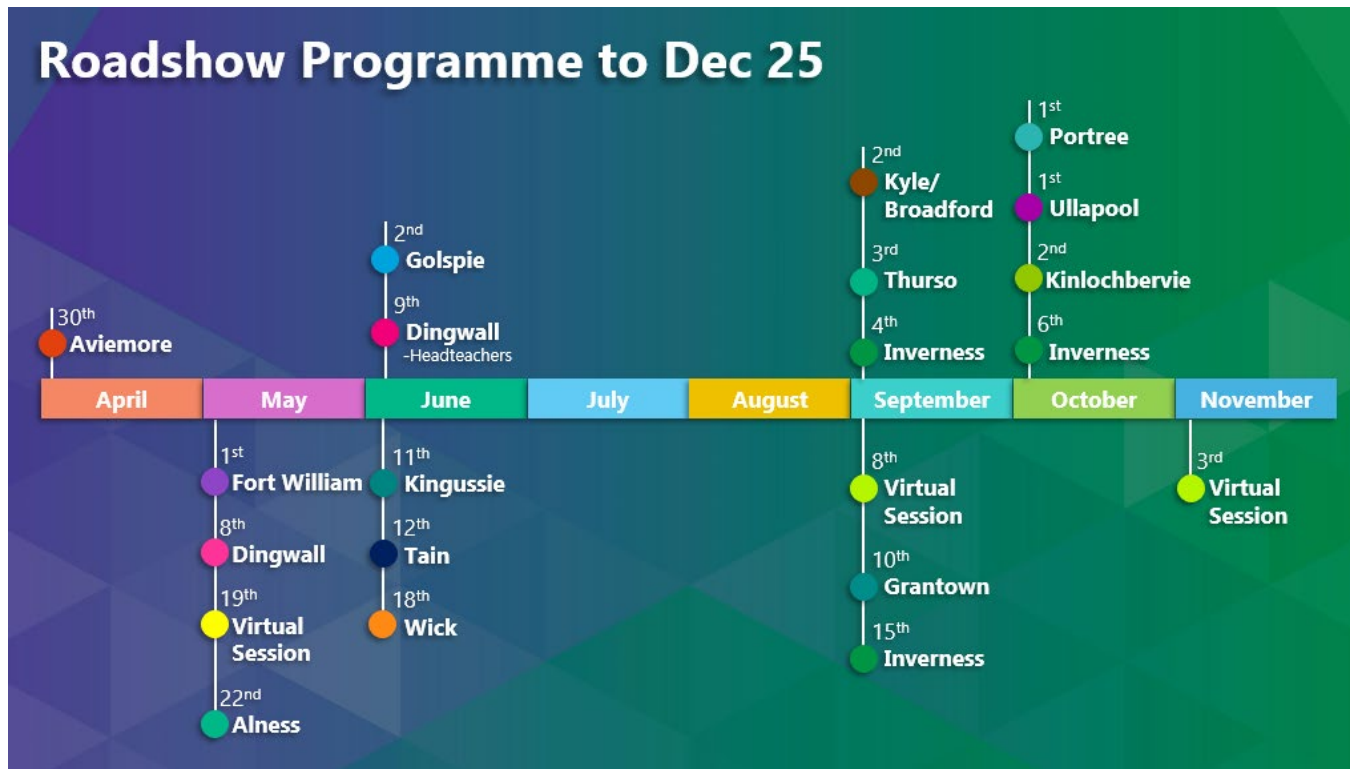 Roadshow Programme to Dec 25
30th
Aviemore
2nd
Golspie
9th
Dingwall
-Headteachers
2nd
Kyle/
Broadford
3rd
Thurso
4th
Inverness
1st
Portree
1st
Ullapool
2nd
Kinlochbervie
6th
Inverness
April May June July August September October November
1st
Fort William
8th
Dingwall
19th
Virtual
Session
22nd
Alness
11th
Kingussie
12th
Tain
18th
Wick
8th
Virtual
Session
10th
Grantown
15th
Inverness
3rd
Virtual
Session